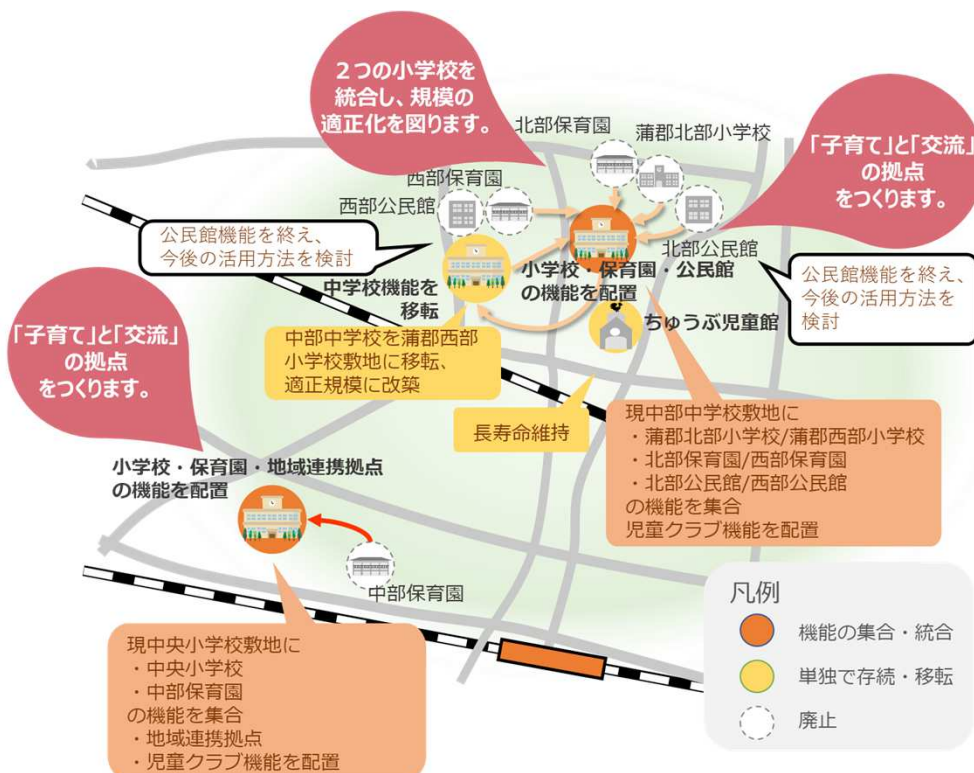 ２つの小学校を
統合し、規模の
適正化を図ります。
北部保育園
蒲郡北部小学校
「子育て」と「交流」
の拠点
をつくります。
西部保育園
西部公民館
北部公民館
公民館機能を終え、
今後の活用方法を検討
小学校・保育園・公民館
の機能を配置
公民館機能を終え、
今後の活用方法を
検討
中学校機能を
移転
ちゅうぶ児童館
「子育て」と「交流」
の拠点
をつくります。
中部中学校を蒲郡西部
小学校敷地に移転、
適正規模に改築
長寿命維持
現中部中学校敷地に
・蒲郡北部小学校/蒲郡西部小学校
・北部保育園/西部保育園
・北部公民館/西部公民館
の機能を集合
児童クラブ機能を配置
小学校・保育園・地域連携拠点
の機能を配置
中部保育園
現中央小学校敷地に
・中央小学校
・中部保育園
の機能を集合
・地域連携拠点
・児童クラブ機能を配置
凡例
機能の集合・統合
単独で存続・移転
廃止